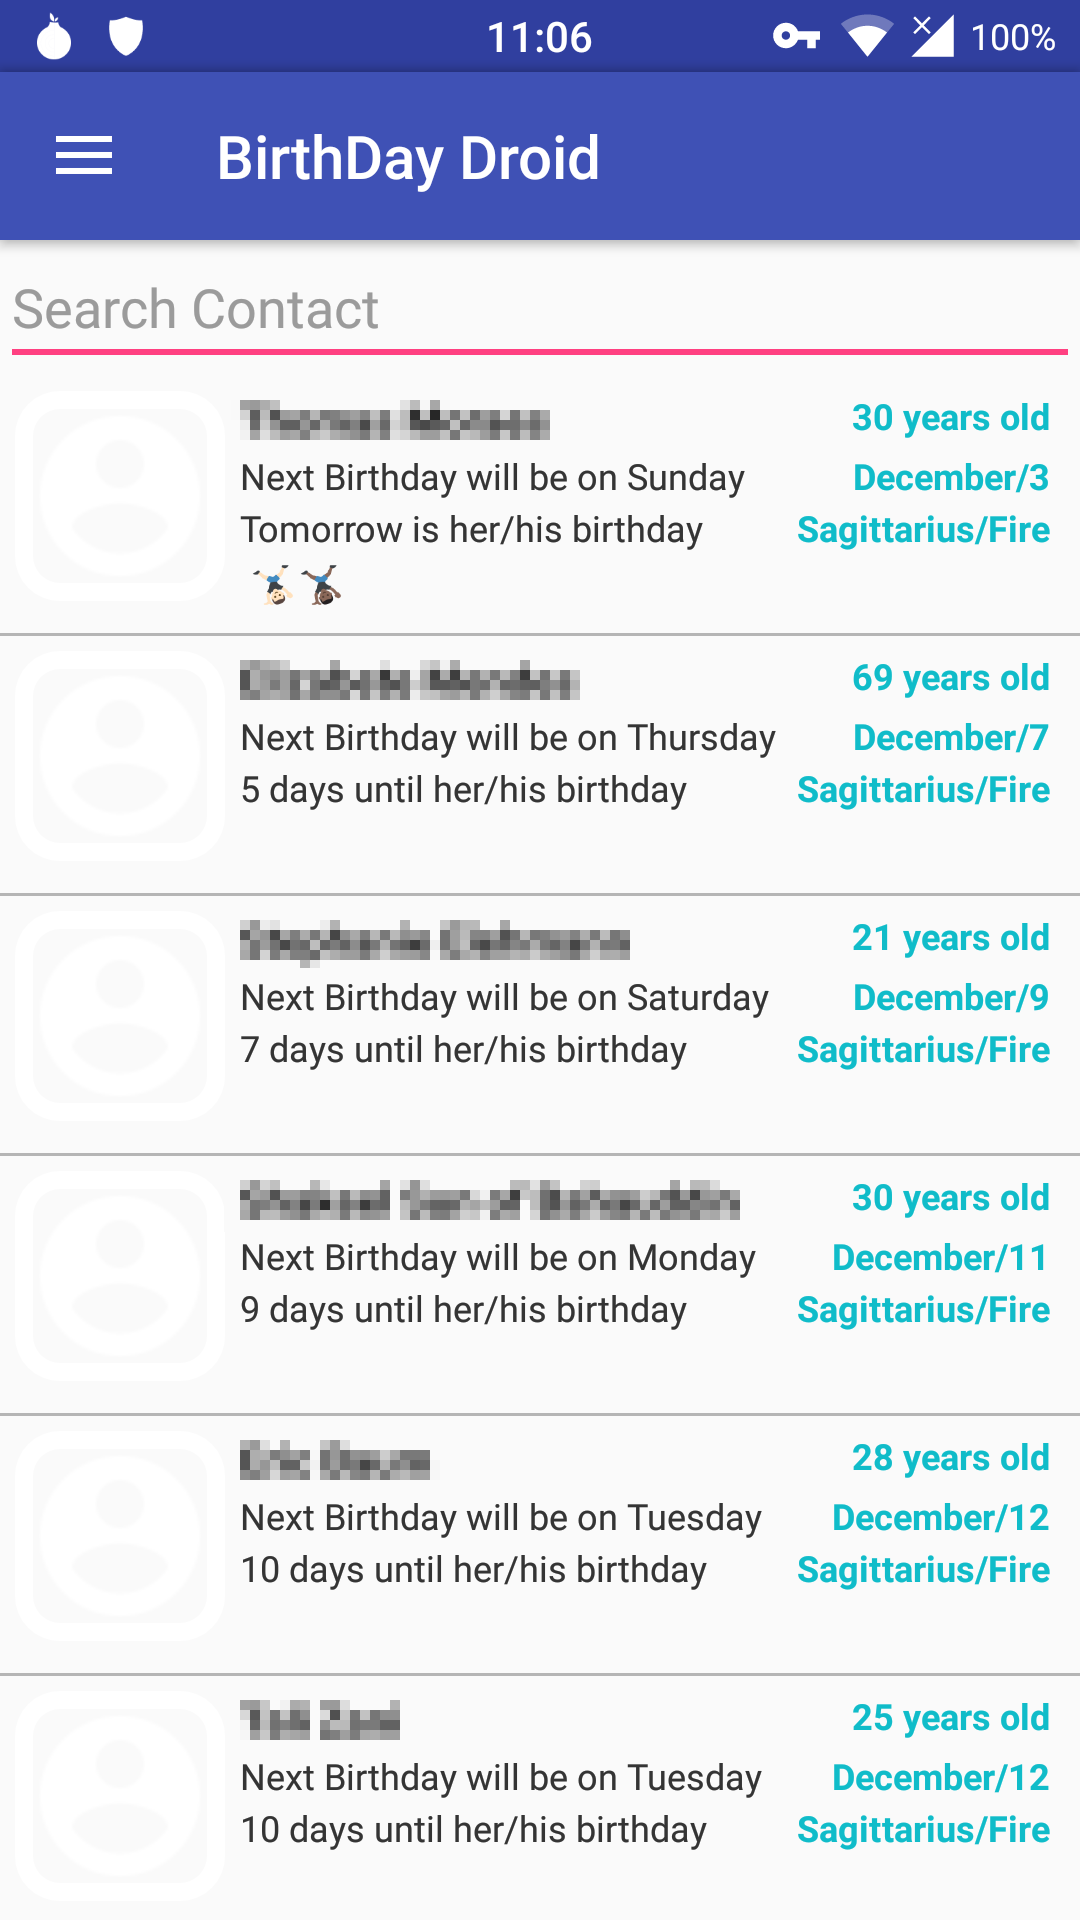 11:06
100%
BirthDay Droid
Search Contact
30 years old
Next Birthday will be on Sunday December/3
Tomorrow is her/his birthday Sagittarius/Fire
69 years old
Next Birthday will be on Thursday December/7
5 days until her/his birthday Sagittarius/Fire
21 years old
Next Birthday will be on Saturday December/9
7 days until her/his birthday Sagittarius/Fire
30 years old
Next Birthday will be on Monday December/11
9 days until her/his birthday Sagittarius/Fire
28 years old
Next Birthday will be on Tuesday December/12
10 days until her/his birthday Sagittarius/Fire
25 years old
Next Birthday will be on Tuesday December/12
10 days until her/his birthday Sagittarius/Fire